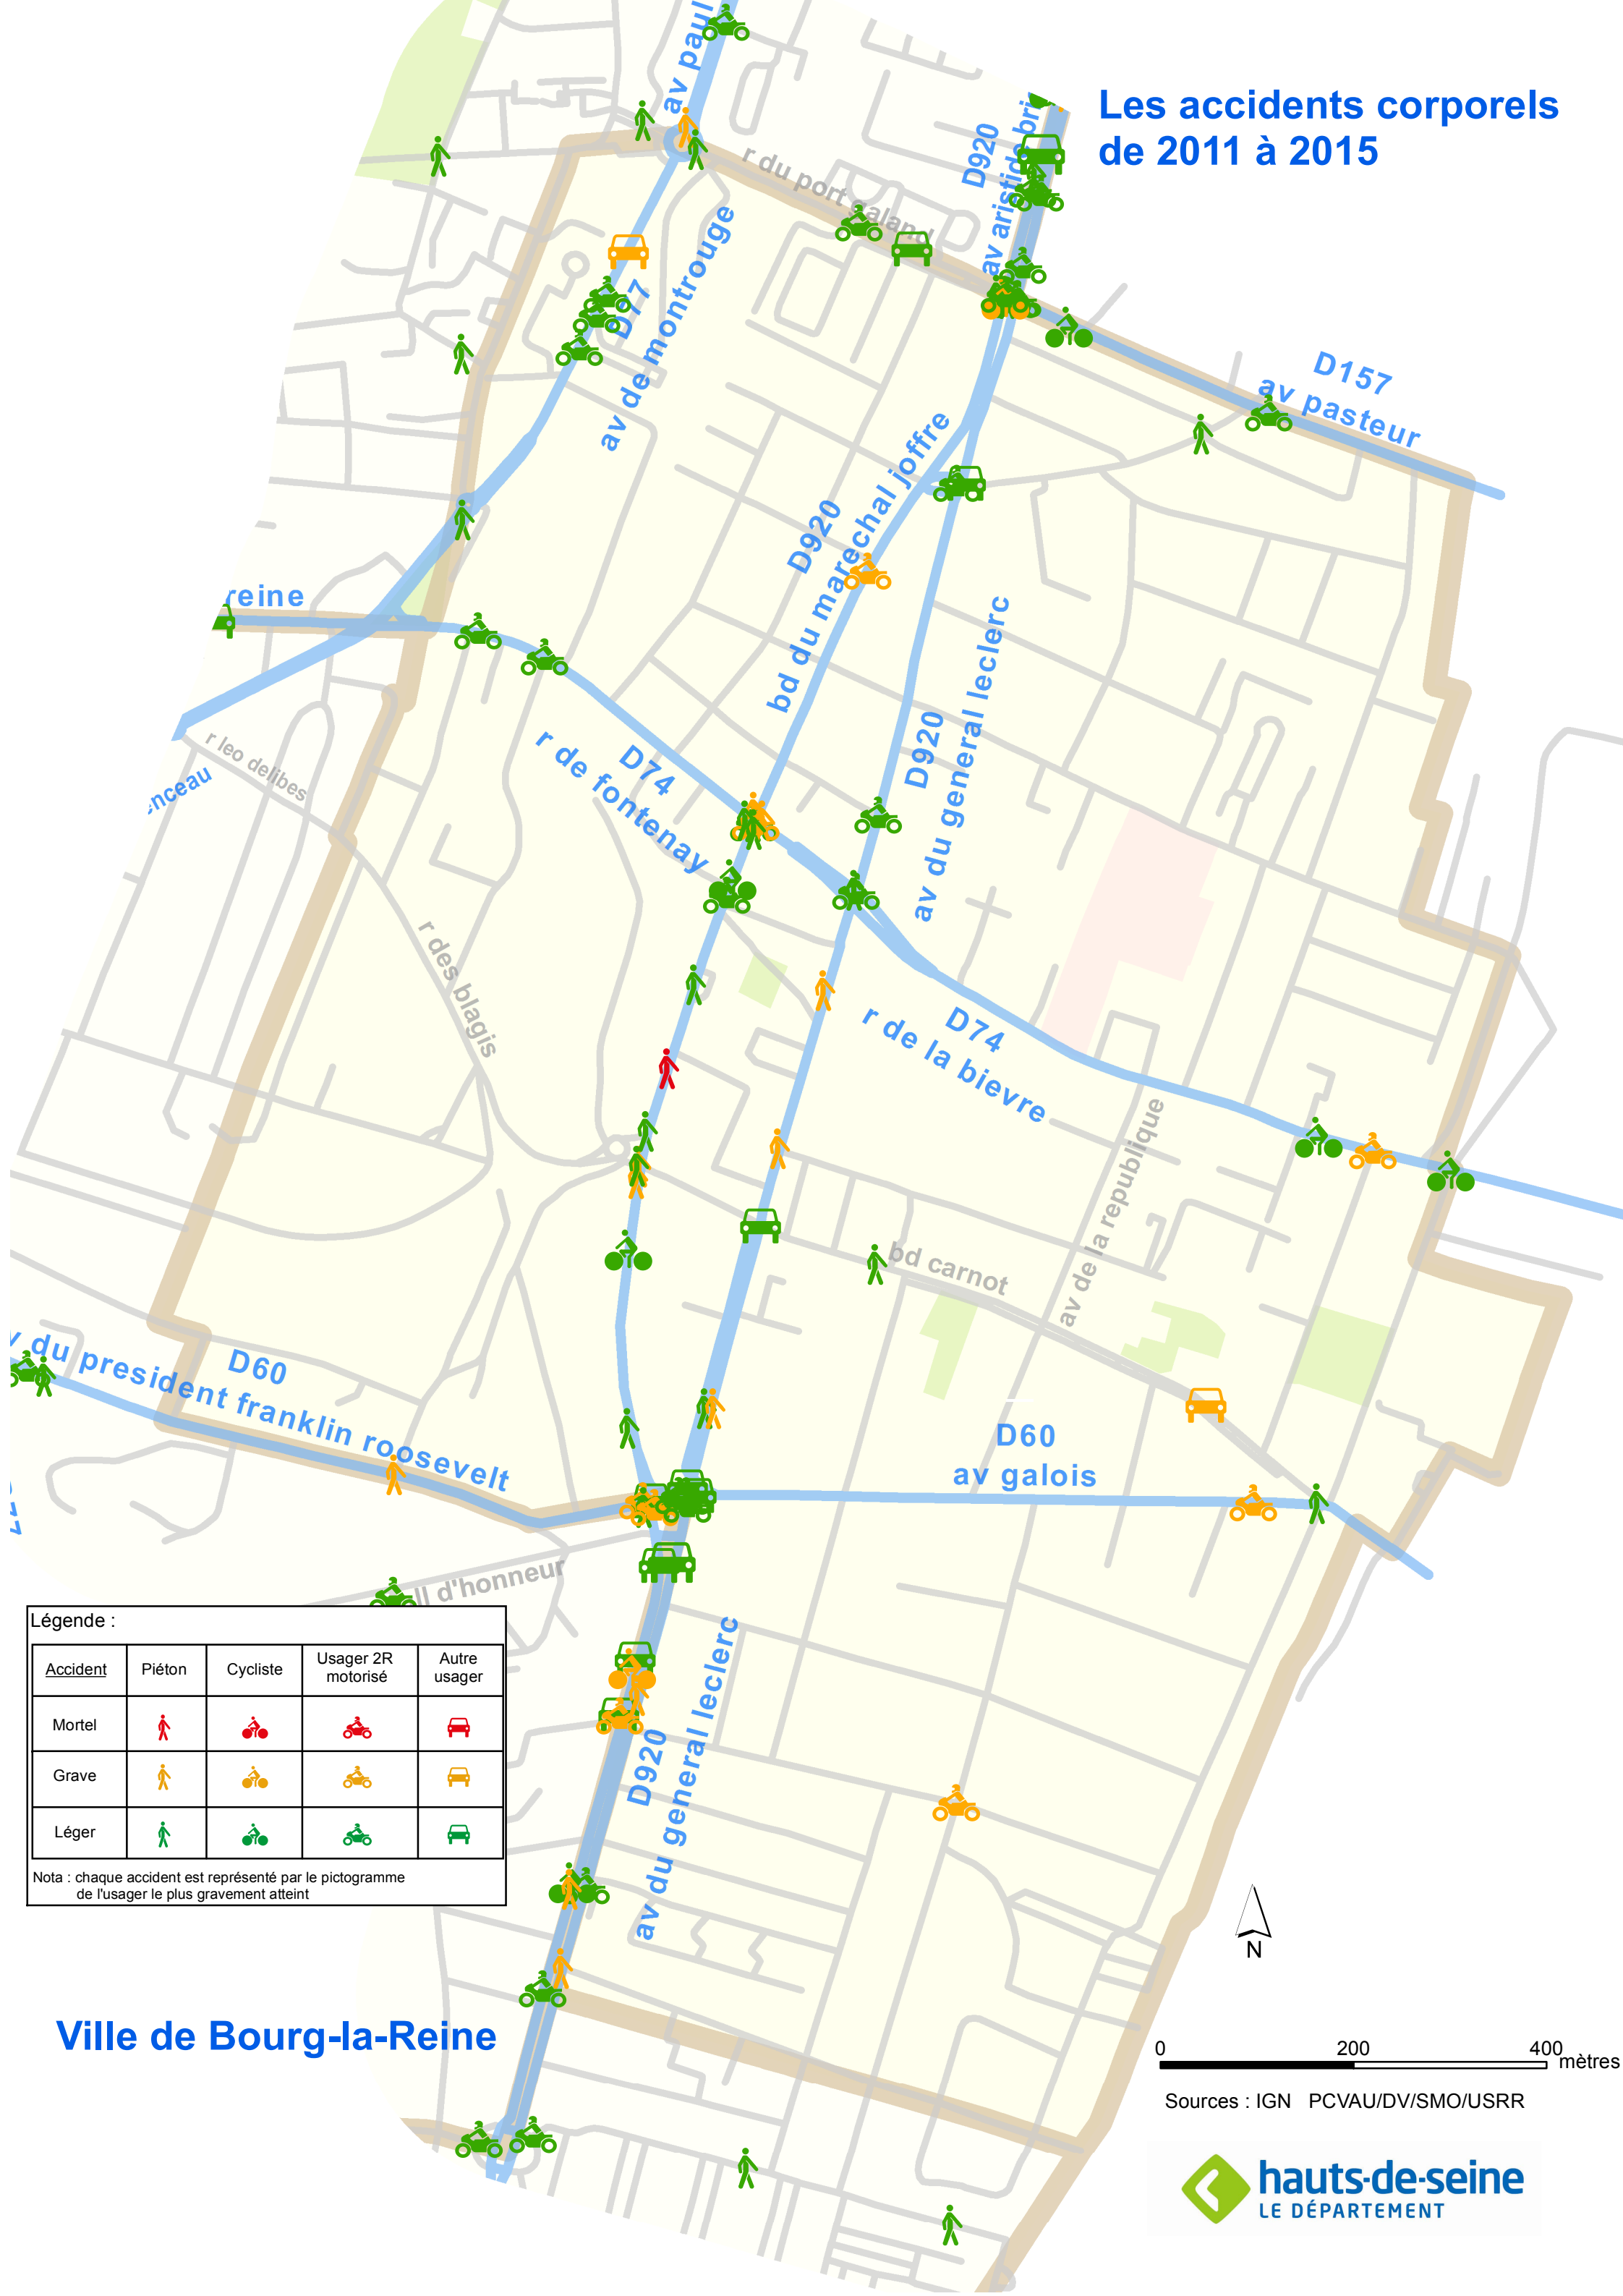 Les accidents corporels
de 2011 à 2015
av paul
D920
av aristide bri
r du port galand
D77
av de montrouge
D157
av pasteur
D920
bd du marechal joffre
reine
D920
av du general leclerc
r leo delibes
enceau
D74
r de fontenay
r des blagis
D74
r de la bievre
av de la republique
bd carnot
v du president franklin roosevelt
D60
D60
av galois
ll d'honneur
D920
av du general leclerc
Légende :
Accident
Piéton
Cycliste
Usager 2R
motorisé
Autre
usager
Mortel
Grave
Léger
Nota : chaque accident est représenté par le pictogramme
de l'usager le plus gravement atteint
N
Ville de Bourg-la-Reine
0 200 400 mètres
Sources : IGN PCVAU/DV/SMO/USRR
hauts-de-seine
LE DÉPARTEMENT